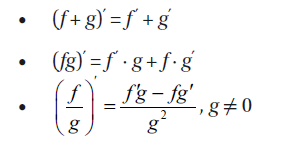 • (f+g)′=f′+g′
• (fg)′=f′·g+f·g′
• (f/g)′=(f′g−fg′)/g², g≠0